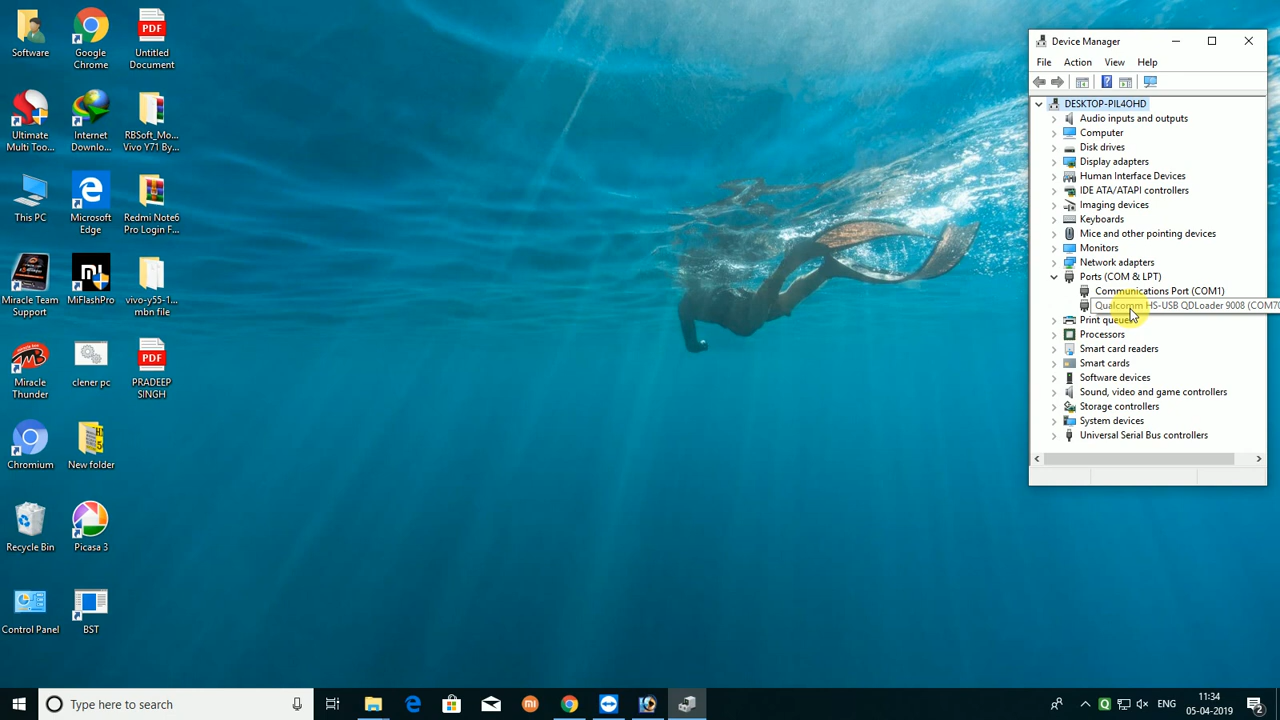 Software
Google
Chrome
Untitled
Document
Ultimate
Multi Too...
Internet
Downlo...
RBSoft_Mo...
Vivo Y71 By...
This PC
Microsoft
Edge
Redmi Note6
Pro Login F...
Miracle Team
Support
MiFlashPro
vivo-y55-1...
mbn file
Miracle
Thunder
clener pc
PRADEEP
SINGH
Chromium
New folder
Recycle Bin
Picasa 3
Control Panel
BST
PDF
PDF
Device Manager
File Action View Help
DESKTOP-PIL4OHD
Audio inputs and outputs
Computer
Disk drives
Display adapters
Human Interface Devices
IDE ATA/ATAPI controllers
Imaging devices
Keyboards
Mice and other pointing devices
Monitors
Network adapters
Ports (COM & LPT)
Communications Port (COM1)
Qualcomm HS-USB QDLoader 9008 (COM70
Print queues
Processors
Smart card readers
Smart cards
Software devices
Sound, video and game controllers
Storage controllers
System devices
Universal Serial Bus controllers
Type here to search
ENG
11:34
05-04-2019
2